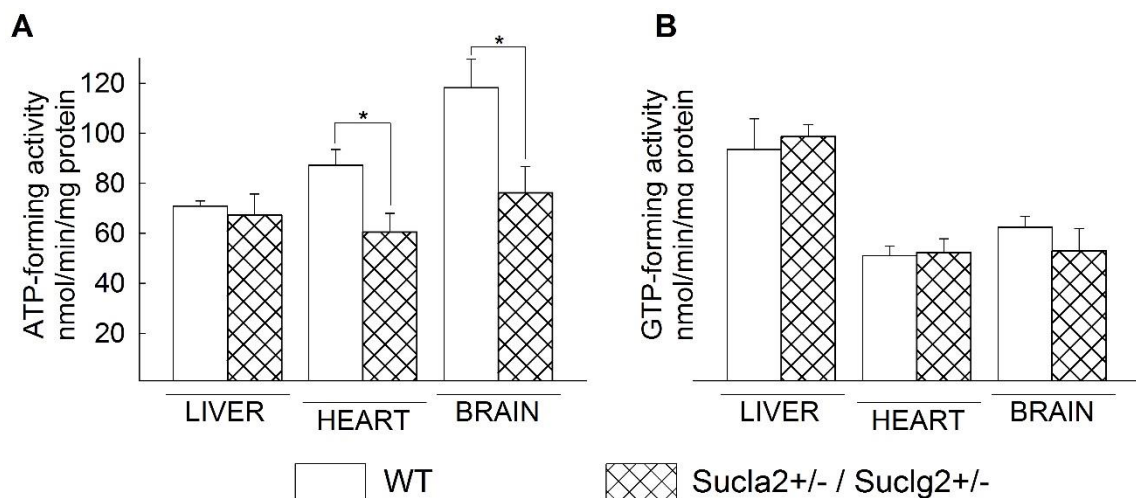 A
B
ATP-forming activity
nmol/min/mg protein
120
100
80
60
40
20
*
*
LIVER
HEART
BRAIN
GTP-forming activity
nmol/min/mg protein
LIVER
HEART
BRAIN
WT
Sucla2+/- / Suclg2+/-